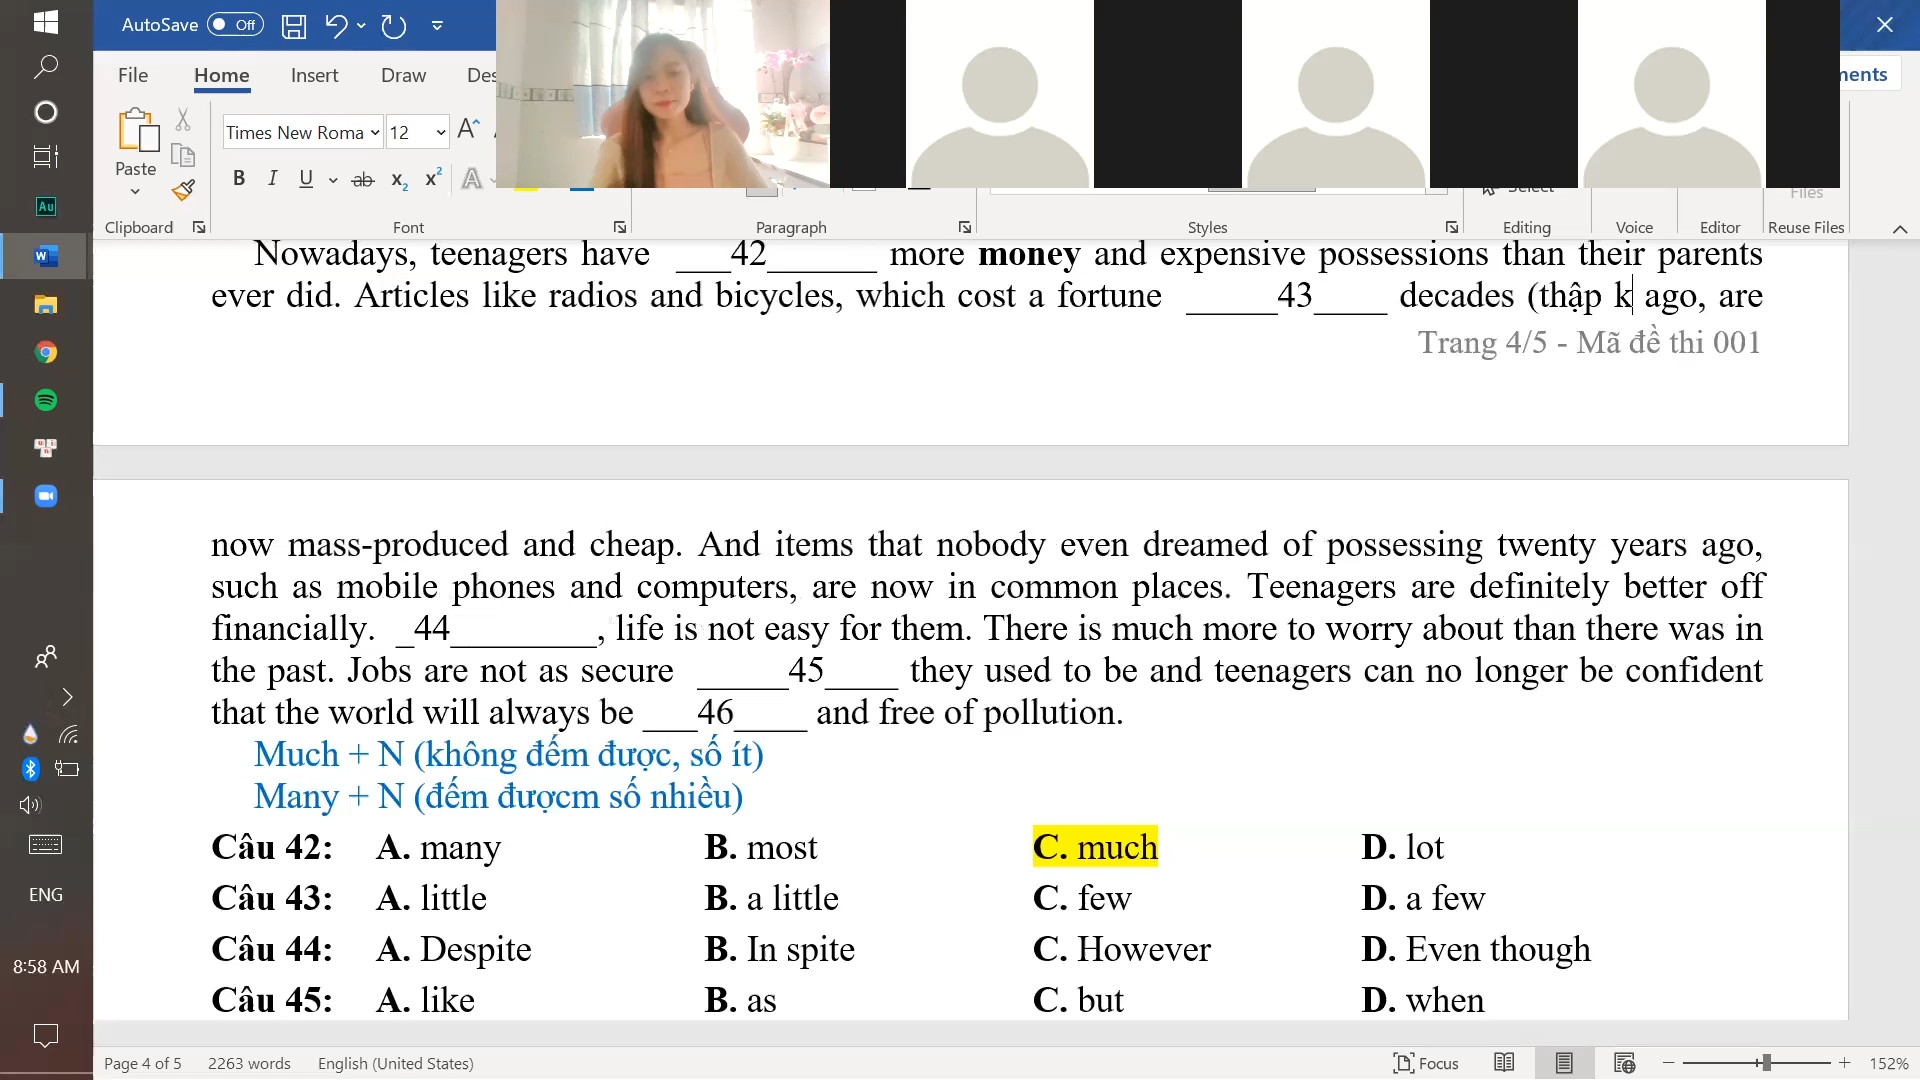 AutoSave Off
ments
File Home Insert Draw Des
Times New Roma 12
Paste
B I U ab x₂ x² A
Select
Files
Clipboard Font Paragraph Styles Editing Voice Editor Reuse Files
Nowadays, teenagers have ___42______ more money and expensive possessions than their parents
ever did. Articles like radios and bicycles, which cost a fortune _____43____ decades (thập k ago, are
Trang 4/5 - Mã đề thi 001
now mass-produced and cheap. And items that nobody even dreamed of possessing twenty years ago,
such as mobile phones and computers, are now in common places. Teenagers are definitely better off
financially. _44________, life is not easy for them. There is much more to worry about than there was in
the past. Jobs are not as secure _____45____ they used to be and teenagers can no longer be confident
that the world will always be ___46____ and free of pollution.
Much + N (không đếm được, số ít)
Many + N (đếm đượcm số nhiều)
Câu 42: A. many B. most C. much D. lot
Câu 43: A. little B. a little C. few D. a few
Câu 44: A. Despite B. In spite C. However D. Even though
Câu 45: A. like B. as C. but D. when
Au
W
ENG
8:58 AM
Page 4 of 5 2263 words English (United States) Focus 152%